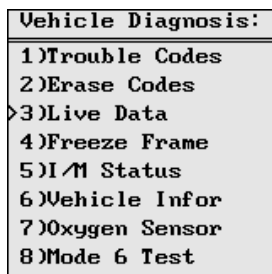 Vehicle Diagnosis:
1)Trouble Codes
2)Erase Codes
>3)Live Data
4)Freeze Frame
5)I/M Status
6)Vehicle Infor
7)Oxygen Sensor
8)Mode 6 Test